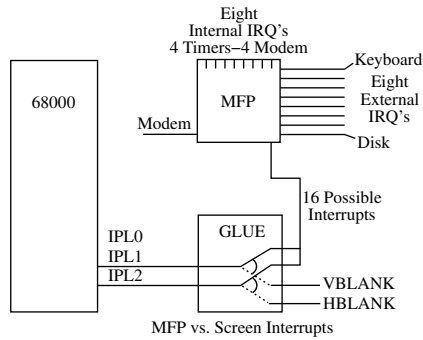 Eight
Internal IRQ's
4 Timers–4 Modem
Keyboard
68000
MFP
Eight
External
IRQ's
Modem
Disk
16 Possible
Interrupts
GLUE
IPL0
IPL1
IPL2
VBLANK
HBLANK
MFP vs. Screen Interrupts